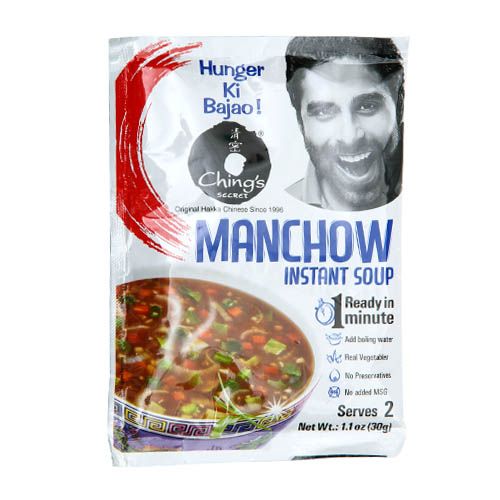 Hunger
Ki
Bajao!
清
®
Ching's
SECRET
Original Hakka Chinese Since 1996
MANCHOW
INSTANT SOUP
1 Ready in
minute
Add boiling water
Real Vegetables
No Preservatives
No added MSG
Serves 2
Net Wt.: 1.1 oz (30g)